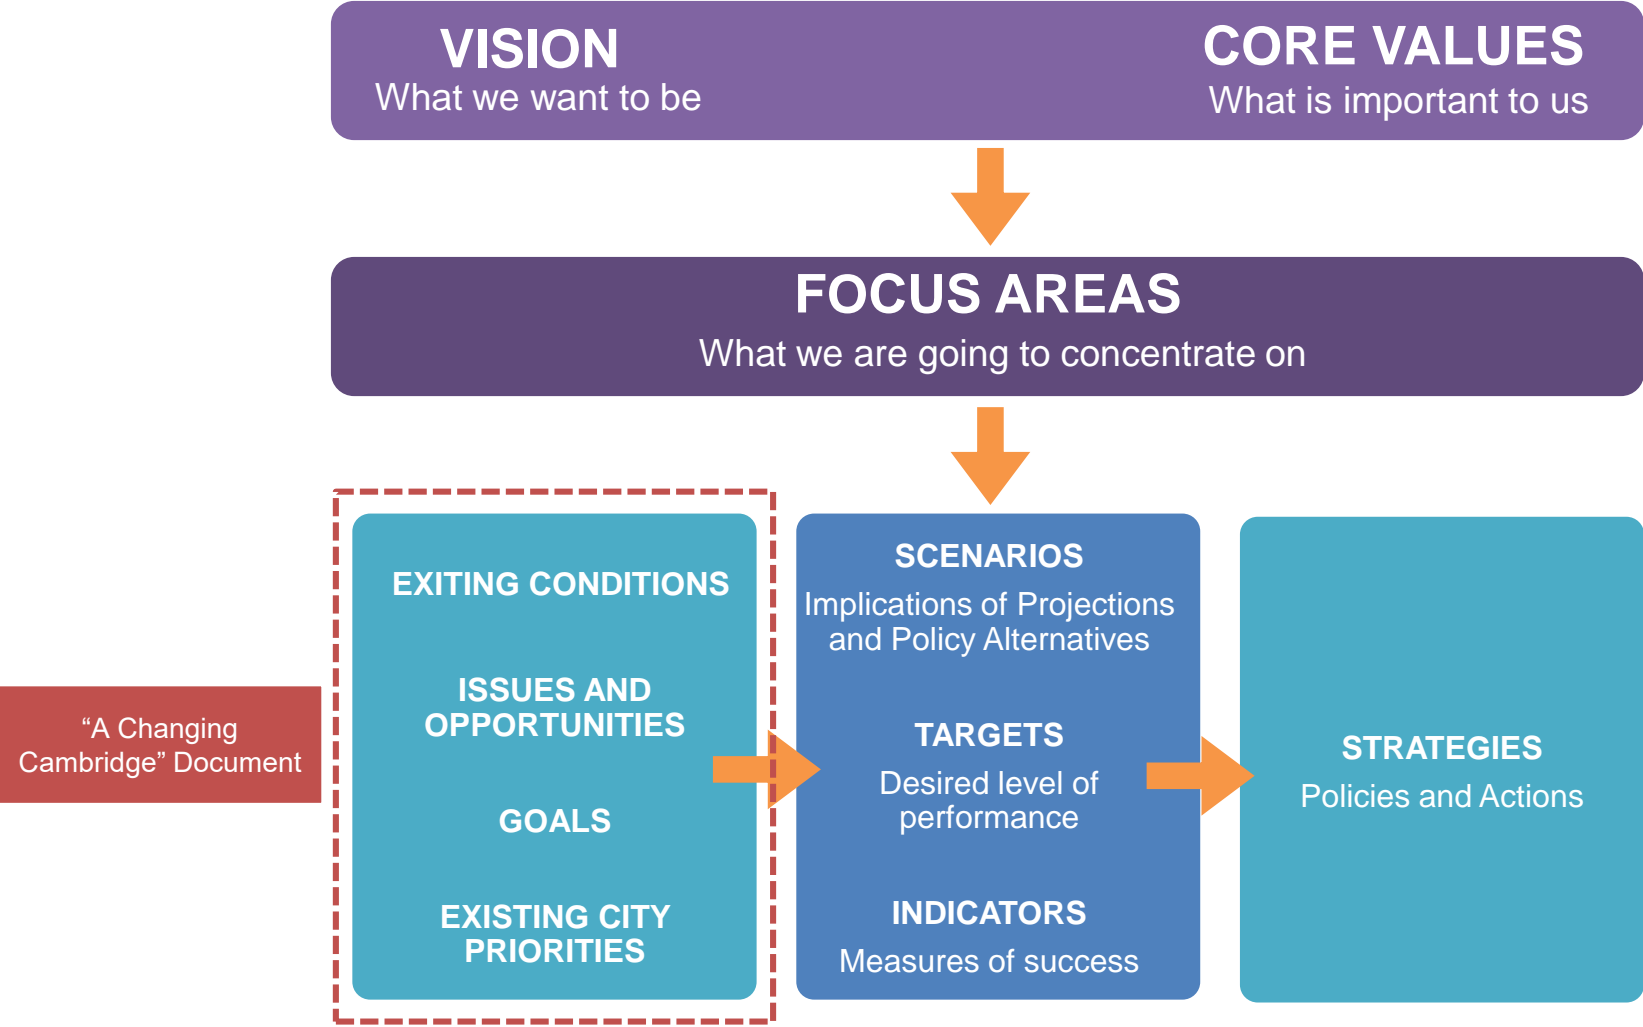 VISION
What we want to be
CORE VALUES
What is important to us
FOCUS AREAS
What we are going to concentrate on
“A Changing
Cambridge” Document
EXITING CONDITIONS
ISSUES AND
OPPORTUNITIES
GOALS
EXISTING CITY
PRIORITIES
SCENARIOS
Implications of Projections
and Policy Alternatives
TARGETS
Desired level of
performance
INDICATORS
Measures of success
STRATEGIES
Policies and Actions